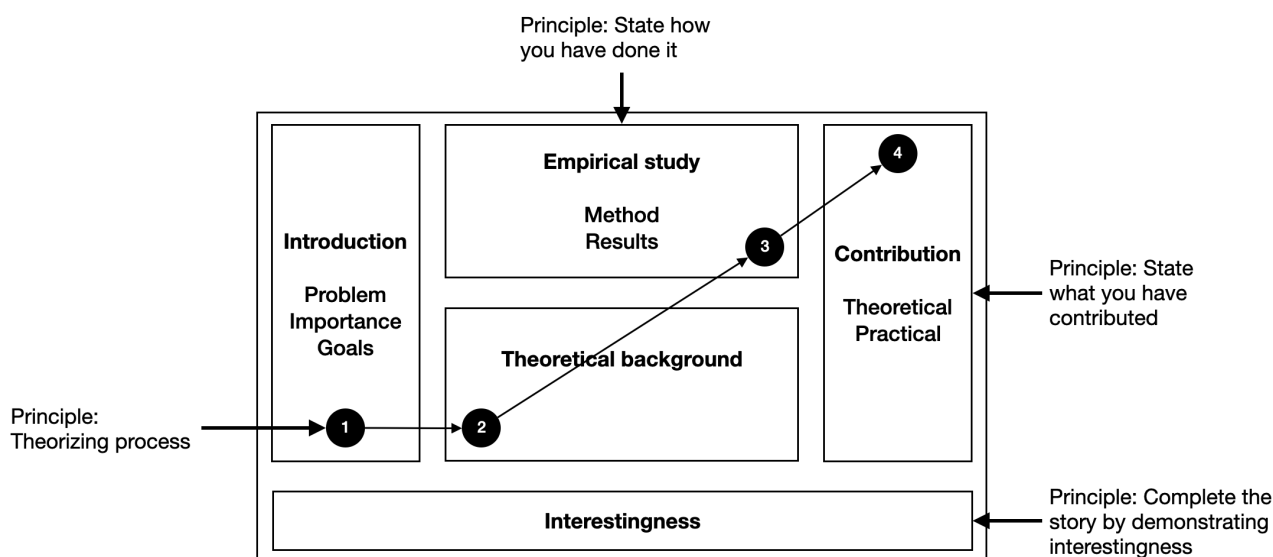 Principle: State how
you have done it
Empirical study
Method
Results
4
3
Introduction
Problem
Importance
Goals
Contribution
Theoretical
Practical
Principle: State
what you have
contributed
Theoretical background
Principle:
Theorizing process
1
2
Interestingness
Principle: Complete the
story by demonstrating
interestingness